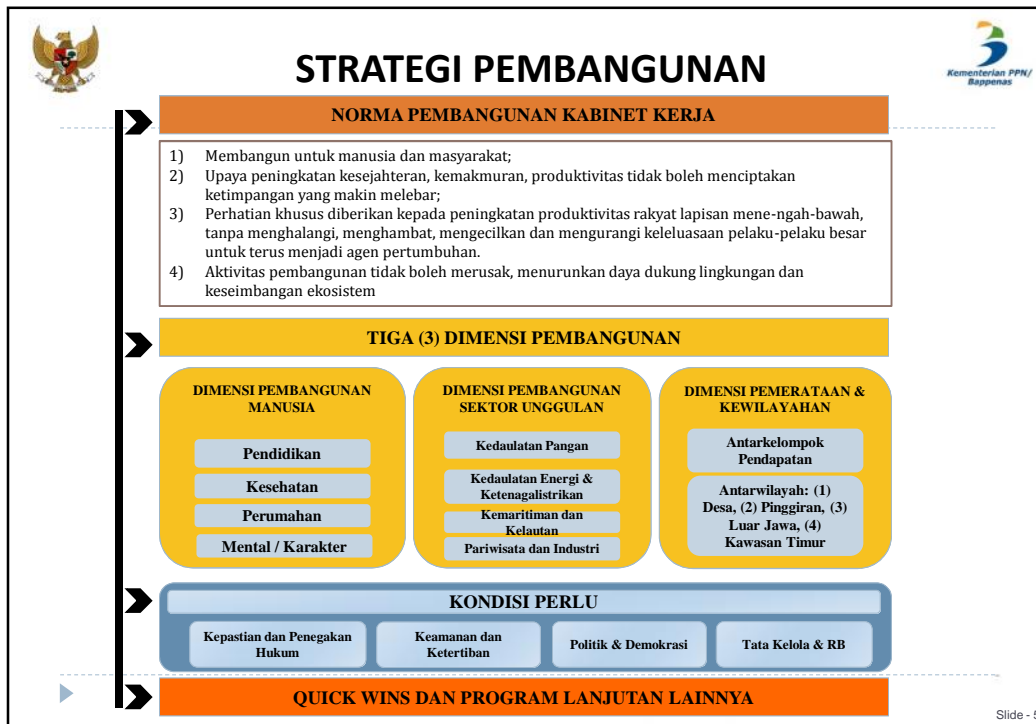 STRATEGI PEMBANGUNAN
Kementerian PPN/
Bappenas
NORMA PEMBANGUNAN KABINET KERJA
1) Membangun untuk manusia dan masyarakat;
2) Upaya peningkatan kesejahteran, kemakmuran, produktivitas tidak boleh menciptakan
ketimpangan yang makin melebar;
3) Perhatian khusus diberikan kepada peningkatan produktivitas rakyat lapisan mene-ngah-bawah,
tanpa menghalangi, menghambat, mengecilkan dan mengurangi keleluasaan pelaku-pelaku besar
untuk terus menjadi agen pertumbuhan.
4) Aktivitas pembangunan tidak boleh merusak, menurunkan daya dukung lingkungan dan
keseimbangan ekosistem
TIGA (3) DIMENSI PEMBANGUNAN
DIMENSI PEMBANGUNAN
MANUSIA
Pendidikan
Kesehatan
Perumahan
Mental / Karakter
DIMENSI PEMBANGUNAN
SEKTOR UNGGULAN
Kedaulatan Pangan
Kedaulatan Energi &
Ketenagalistrikan
Kemaritiman dan
Kelautan
Pariwisata dan Industri
DIMENSI PEMERATAAN &
KEWILAYAHAN
Antarkelompok
Pendapatan
Antarwilayah: (1)
Desa, (2) Pinggiran, (3)
Luar Jawa, (4)
Kawasan Timur
KONDISI PERLU
Kepastian dan Penegakan
Hukum
Keamanan dan
Ketertiban
Politik & Demokrasi
Tata Kelola & RB
QUICK WINS DAN PROGRAM LANJUTAN LAINNYA
Slide - 5